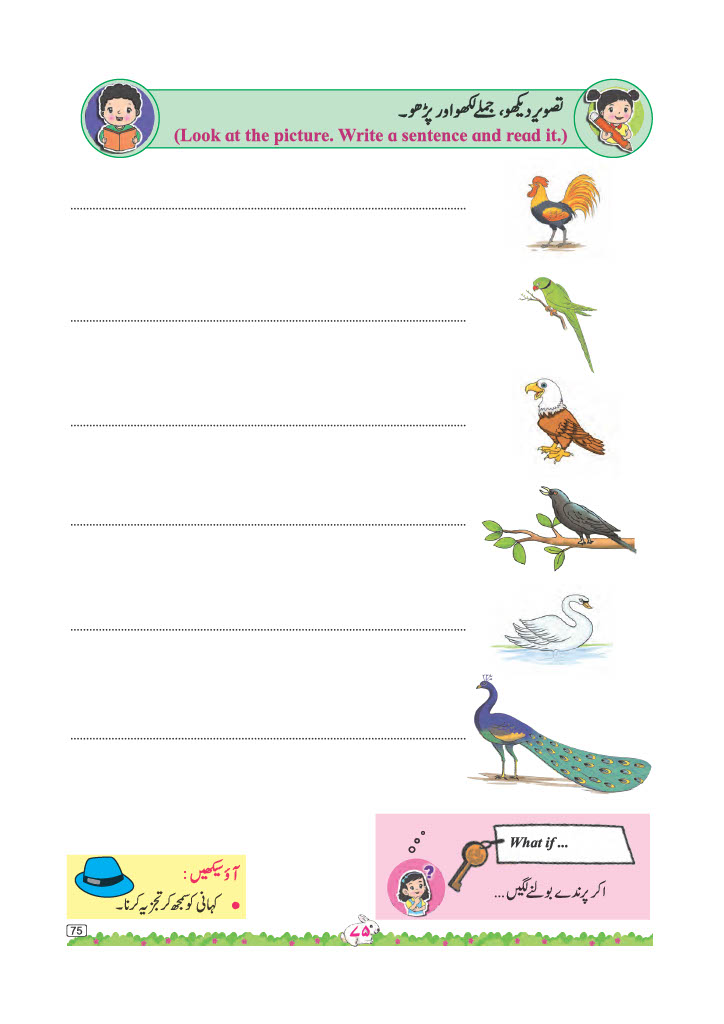 تصویر دیکھو، جملے لکھو اور پڑھو۔
(Look at the picture. Write a sentence and read it.)
What if ...
اگر پرندے بولنے لگیں ...
آؤ سیکھیں :
• کہانی کو سمجھ کر تجزیہ کرنا۔
75
۷۵